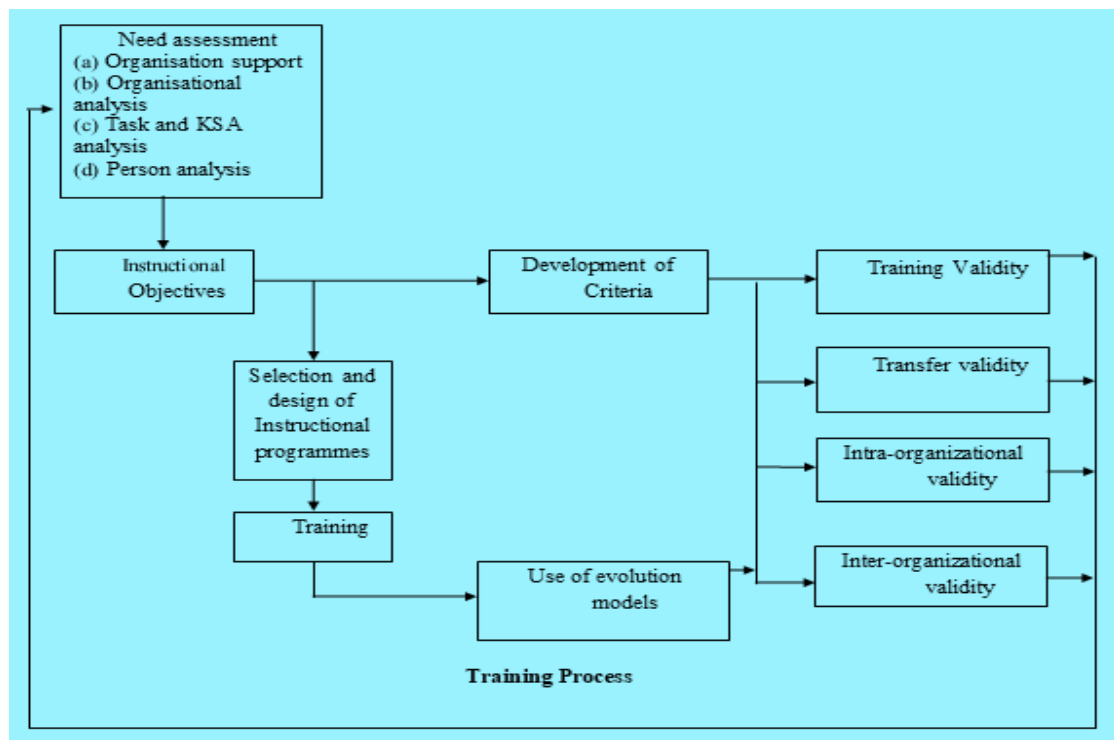 Need assessment
(a) Organisation support
(b) Organisational
analysis
(c) Task and KSA
analysis
(d) Person analysis
Instructional
Objectives
Development of
Criteria
Training Validity
Selection and
design of
Instructional
programmes
Transfer validity
Intra-organizational
validity
Training
Use of evolution
models
Inter-organizational
validity
Training Process